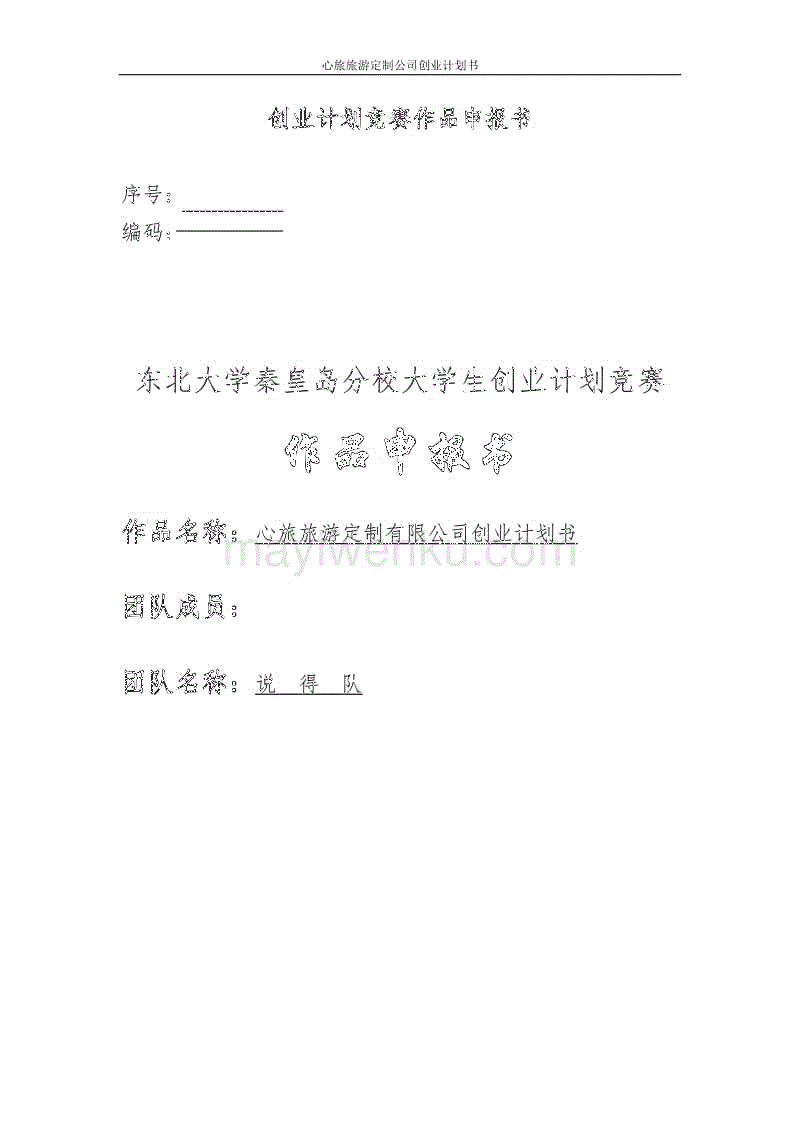 心旅旅游定制公司创业计划书
创业计划竞赛作品申报书
序号：
编码：
东北大学秦皇岛分校大学生创业计划竞赛
作品申报书
作品名称：心旅旅游定制有限公司创业计划书
mayiwenku.com
团队成员：
团队名称：说 得 队